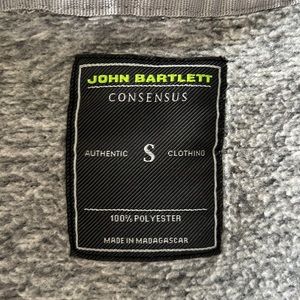 JOHN BARTLETT
CONSENSUS
AUTHENTIC S CLOTHING
100% POLYESTER
MADE IN MADAGASCAR